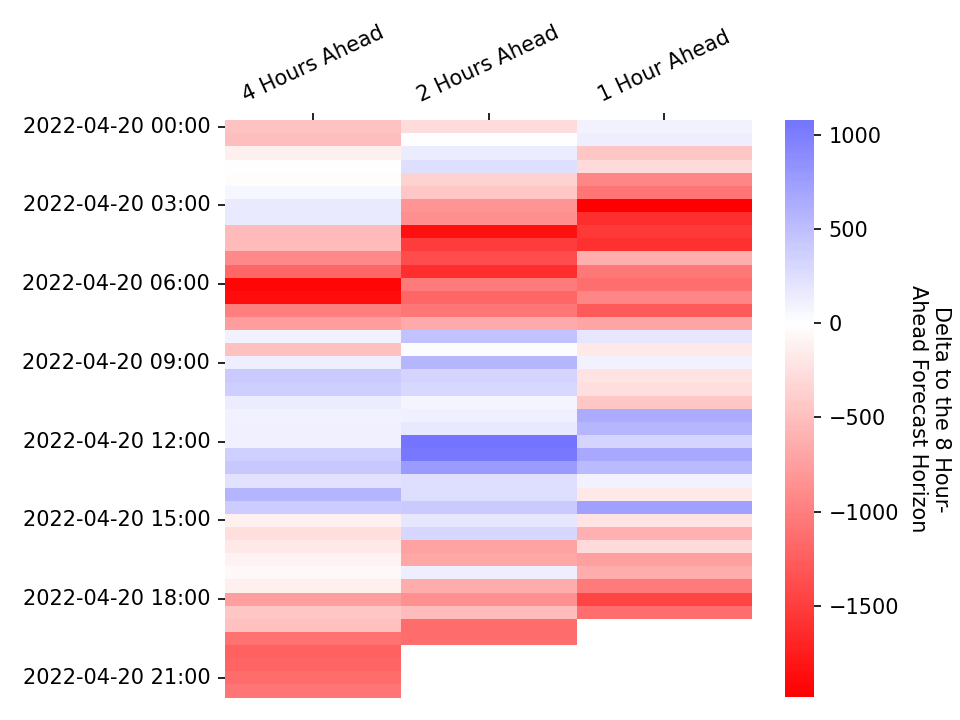 4 Hours Ahead
2 Hours Ahead
1 Hour Ahead
2022-04-20 00:00
2022-04-20 03:00
2022-04-20 06:00
2022-04-20 09:00
2022-04-20 12:00
2022-04-20 15:00
2022-04-20 18:00
2022-04-20 21:00
1000
500
0
−500
−1000
−1500
Delta to the 8 Hour-
Ahead Forecast Horizon